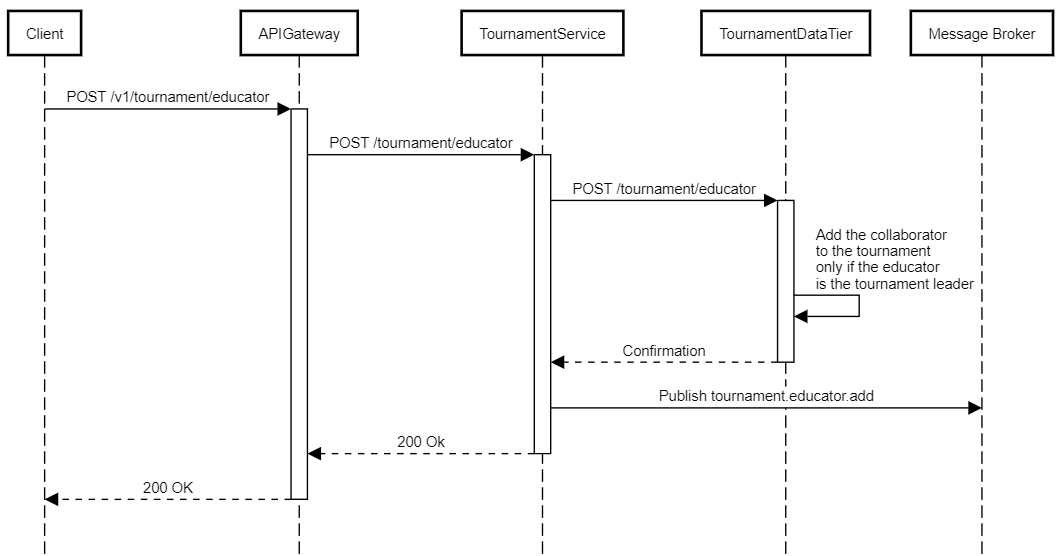 Client
APIGateway
TournamentService
TournamentDataTier
Message Broker
POST /v1/tournament/educator
POST /tournament/educator
POST /tournament/educator
Add the collaborator
to the tournament
only if the educator
is the tournament leader
Confirmation
Publish tournament.educator.add
200 Ok
200 OK